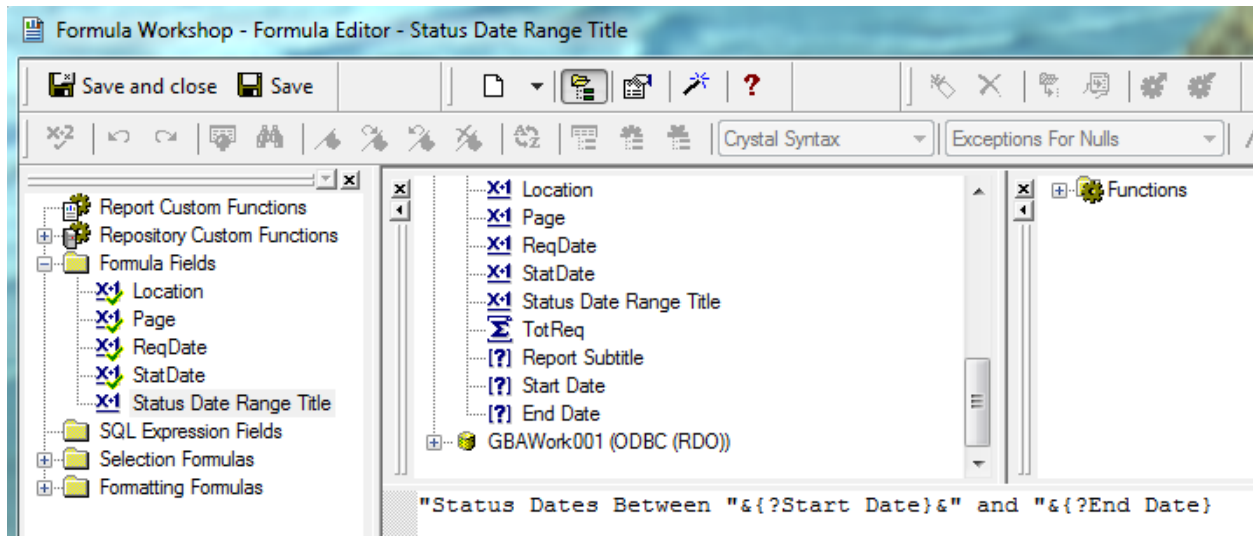 Formula Workshop - Formula Editor - Status Date Range Title
Save and close Save
Crystal Syntax Exceptions For Nulls
Report Custom Functions
Repository Custom Functions
Formula Fields
Location
Page
ReqDate
StatDate
Status Date Range Title
SQL Expression Fields
Selection Formulas
Formatting Formulas
Location
Page
ReqDate
StatDate
Status Date Range Title
TotReq
Report Subtitle
Start Date
End Date
GBAWork001 (ODBC (RDO))
Functions
"Status Dates Between "&{?Start Date}&" and "&{?End Date}